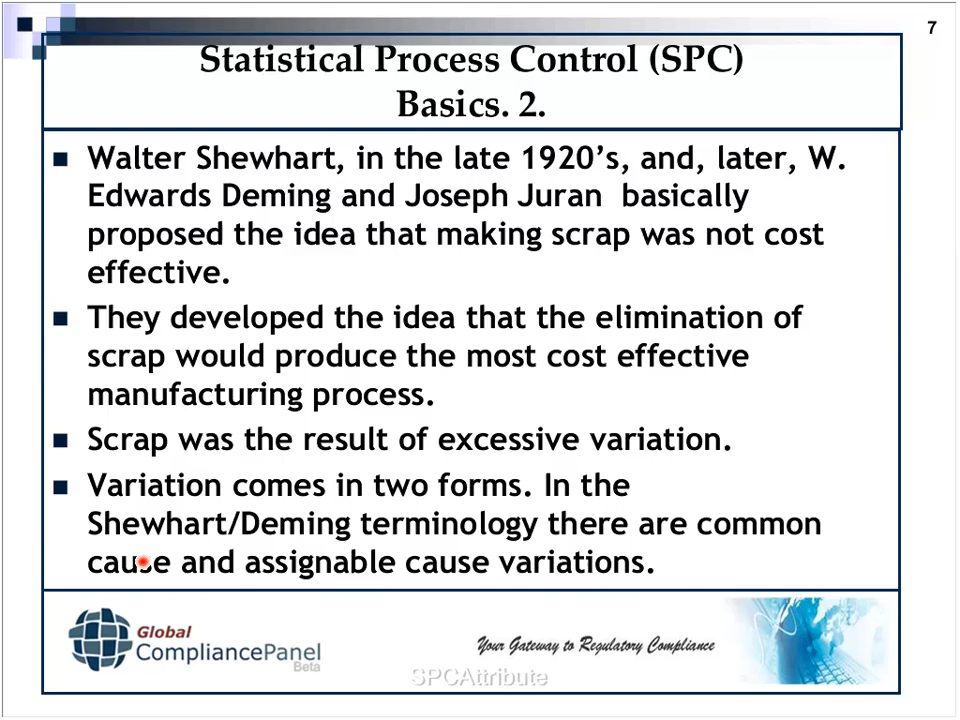 7
Statistical Process Control (SPC)
Basics. 2.
Walter Shewhart, in the late 1920’s, and, later, W.
Edwards Deming and Joseph Juran basically
proposed the idea that making scrap was not cost
effective.
They developed the idea that the elimination of
scrap would produce the most cost effective
manufacturing process.
Scrap was the result of excessive variation.
Variation comes in two forms. In the
Shewhart/Deming terminology there are common
cause and assignable cause variations.
Global
CompliancePanel
Beta
Your Gateway to Regulatory Compliance
SPCAttribute